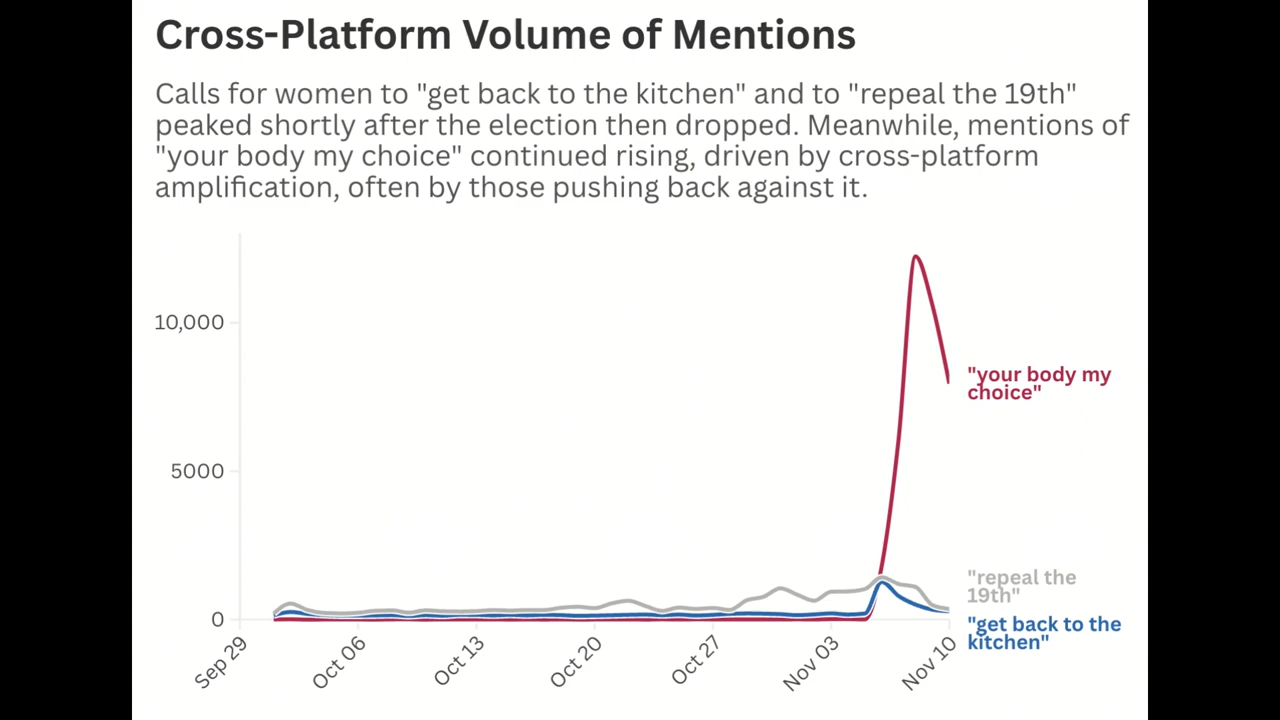 Cross-Platform Volume of Mentions
Calls for women to "get back to the kitchen" and to "repeal the 19th"
peaked shortly after the election then dropped. Meanwhile, mentions of
"your body my choice" continued rising, driven by cross-platform
amplification, often by those pushing back against it.
10,000
5000
0
"your body my
choice"
"repeal the
19th"
"get back to the
kitchen"
Sep 29
Oct 06
Oct 13
Oct 20
Oct 27
Nov 03
Nov 10